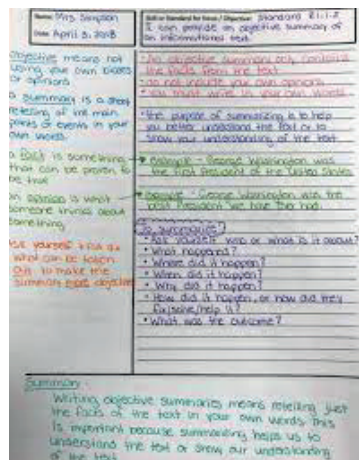 Name: Mrs. Simpson
Date: April 3, 2018
Skill or Standard for Focus / Objective: Standard RI.1-2
I can provide an objective summary of
an informational text.
Objective means not
using your own biases
or opinions
a summary is a short
retelling of the main
points or events in your
own words.
a fact is something
that can be proven to
be true
an opinion is what
someone thinks about
something
Ask yourself
what can be taken
out to make the
summary more objective
An objective summary only contains
the facts from the text
do not include your own opinions
you must write in your own words
the purpose of summarizing is to help
you better understand the text or to
show your understanding of the text
example - George Washington was
the first President of the United States
example - George Washington was the
best President we have ever had.
To summarize:
• Ask yourself who or what is it about?
• What happened?
• Where did it happen?
• When did it happen?
• Why did it happen?
• How did it happen, or how did they
fix/solve/help it?
• What was the outcome?
Summary -
Writing objective summaries means retelling just
the facts of the text in your own words. This
is important because summarizing helps us to
understand the text or show our understanding
of the text